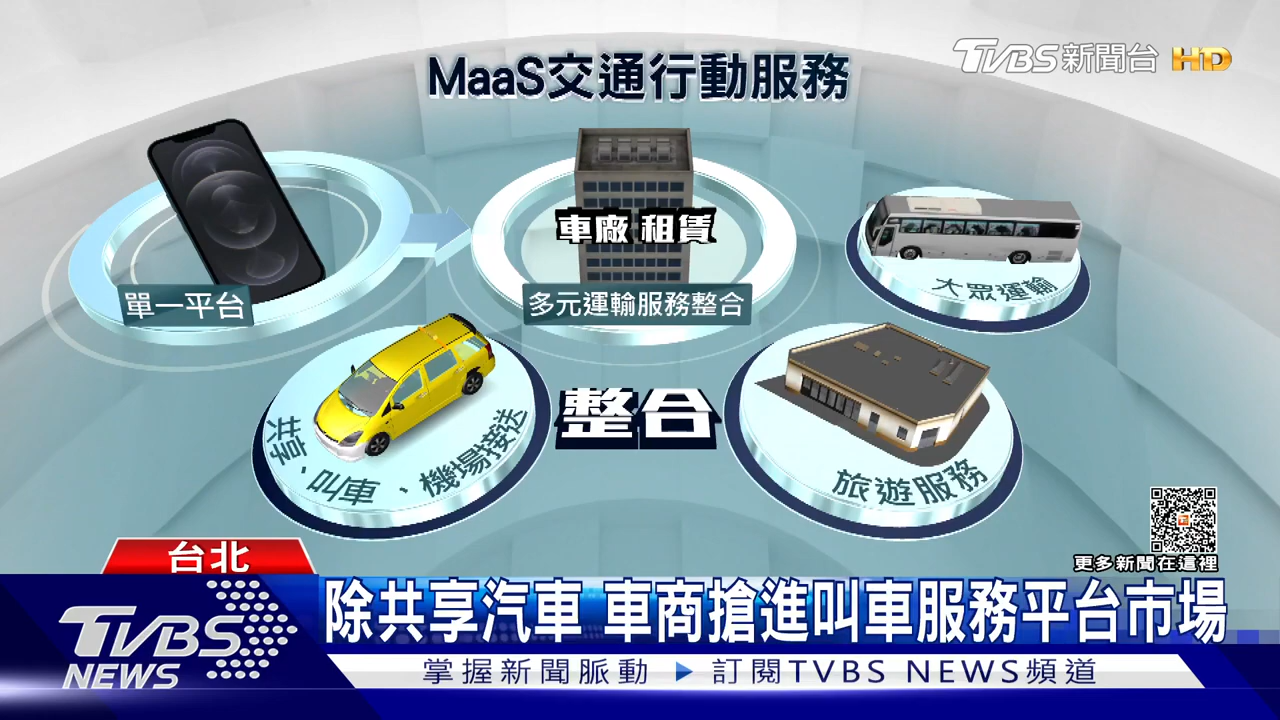 MaaS交通行動服務
TVBS新聞台 HD
車廠 租賃
單一平台
多元運輸服務整合
大眾運輸
共享、叫車、機場接送
整合
旅遊服務
更多新聞在這裡
台北
除共享汽車 車商搶進叫車服務平台市場
TVBS
NEWS
掌握新聞脈動 ▶ 訂閱TVBS NEWS頻道